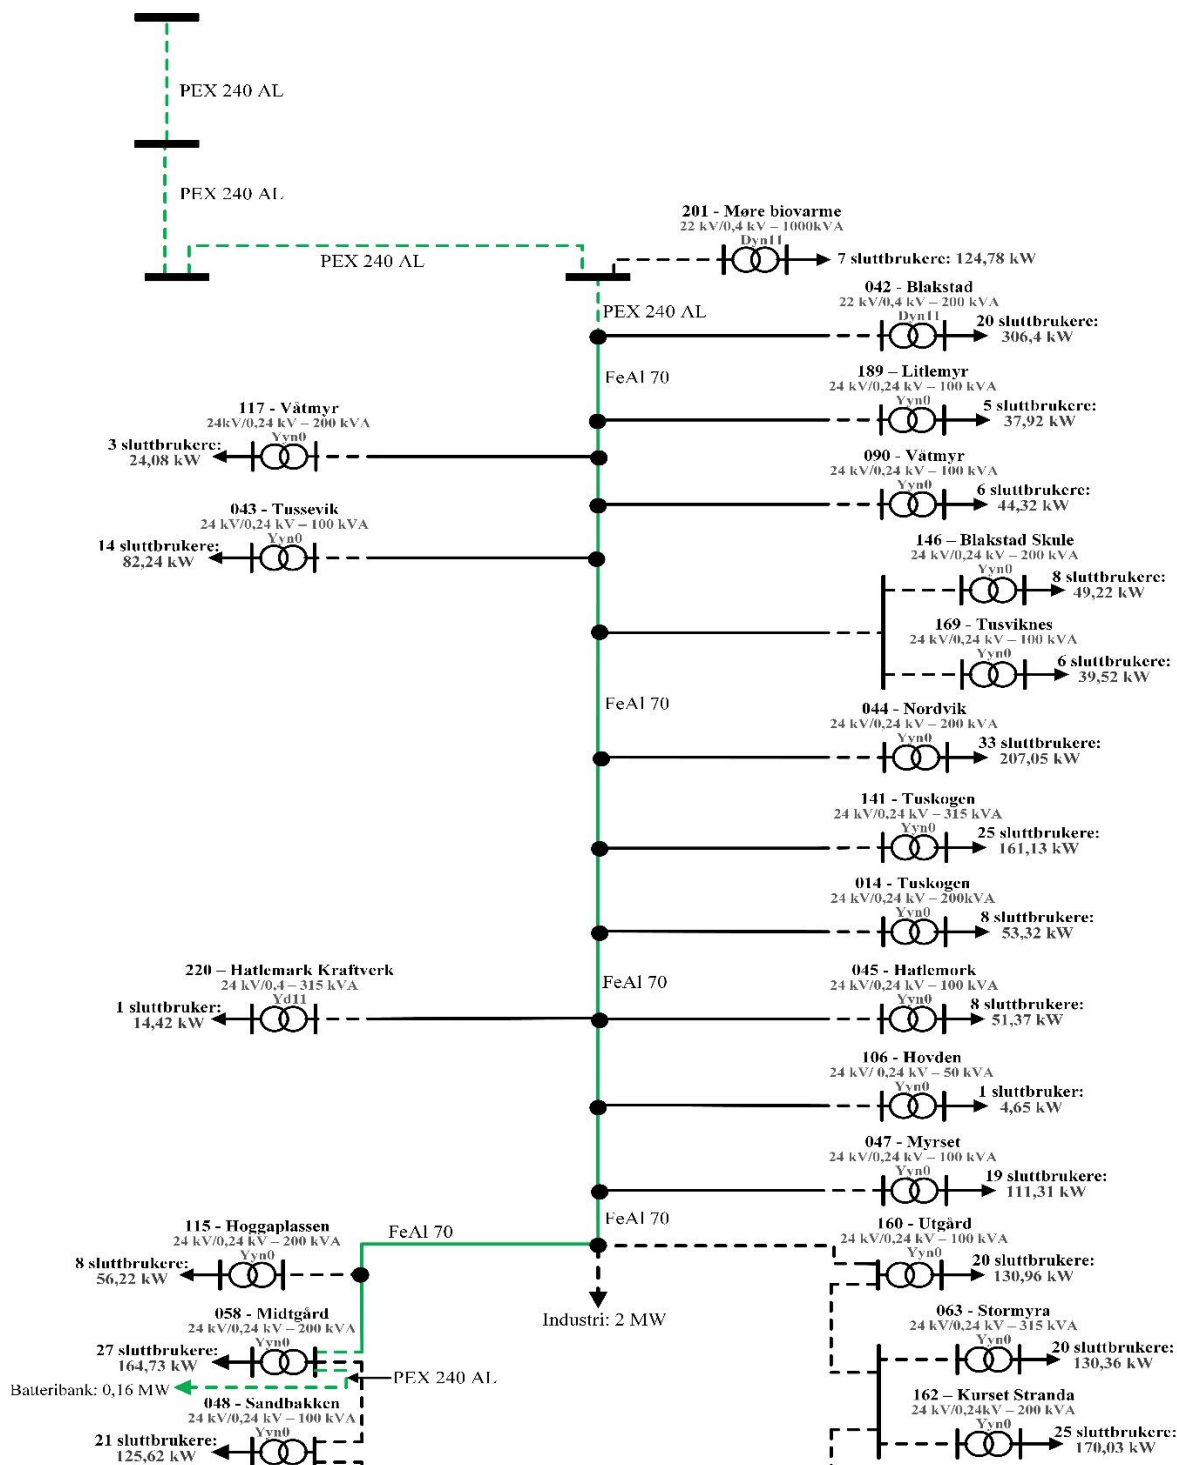 PEX 240 AL
PEX 240 AL
PEX 240 AL
201 - Møre biovarme
22 kV/0,4 kV – 1000kVA
Dyn11
7 sluttbrukere: 124,78 kW
PEX 240 AL
042 - Blakstad
22 kV/0,4 kV – 200 kVA
Dyn11
20 sluttbrukere:
306,4 kW
FeAl 70
189 – Litlemyr
24 kV/0,24 kV – 100 kVA
Yyn0
5 sluttbrukere:
37,92 kW
117 - Våtmyr
24kV/0,24 kV – 200 kVA
Yyn0
3 sluttbrukere:
24,08 kW
090 - Våtmyr
24 kV/0,24 kV – 100 kVA
Yyn0
6 sluttbrukere:
44,32 kW
043 - Tussevik
24 kV/0,24 kV – 100 kVA
Yyn0
14 sluttbrukere:
82,24 kW
146 – Blakstad Skule
24 kV/0,24 kV – 200 kVA
Yyn0
8 sluttbrukere:
49,22 kW
169 - Tusviknes
24 kV/0,24 kV – 100 kVA
Yyn0
6 sluttbrukere:
39,52 kW
FeAl 70
044 - Nordvik
24 kV/0,24 kV – 200 kVA
Yyn0
33 sluttbrukere:
207,05 kW
141 - Tuskogen
24 kV/0,24 kV – 315 kVA
Yyn0
25 sluttbrukere:
161,13 kW
014 - Tuskogen
24 kV/0,24 kV – 200kVA
Yyn0
8 sluttbrukere:
53,32 kW
FeAl 70
220 – Hatlemark Kraftverk
24 kV/0,4 – 315 kVA
Yd11
1 sluttbruker:
14,42 kW
045 - Hatlemork
24 kV/0,24 kV – 100 kVA
Yyn0
8 sluttbrukere:
51,37 kW
106 - Hovden
24 kV/ 0,24 kV – 50 kVA
Yyn0
1 sluttbruker:
4,65 kW
047 - Myrset
24 kV/0,24 kV – 100 kVA
Yyn0
19 sluttbrukere:
111,31 kW
FeAl 70
FeAl 70
115 - Hoggaplassen
24 kV/0,24 kV – 200 kVA
Yyn0
8 sluttbrukere:
56,22 kW
160 - Utgård
24 kV/0,24 kV – 100 kVA
Yyn0
20 sluttbrukere:
130,96 kW
Industri: 2 MW
058 - Midtgård
24 kV/0,24 kV – 200 kVA
Yyn0
27 sluttbrukere:
164,73 kW
063 - Stormyra
24 kV/0,24 kV – 315 kVA
Yyn0
20 sluttbrukere:
130,36 kW
PEX 240 AL
Batteribank: 0,16 MW
048 - Sandbakken
24 kV/0,24 kV – 100 kVA
Yyn0
21 sluttbrukere:
125,62 kW
162 – Kurset Stranda
24 kV/0,24kV – 200 kVA
Yyn0
25 sluttbrukere:
170,03 kW